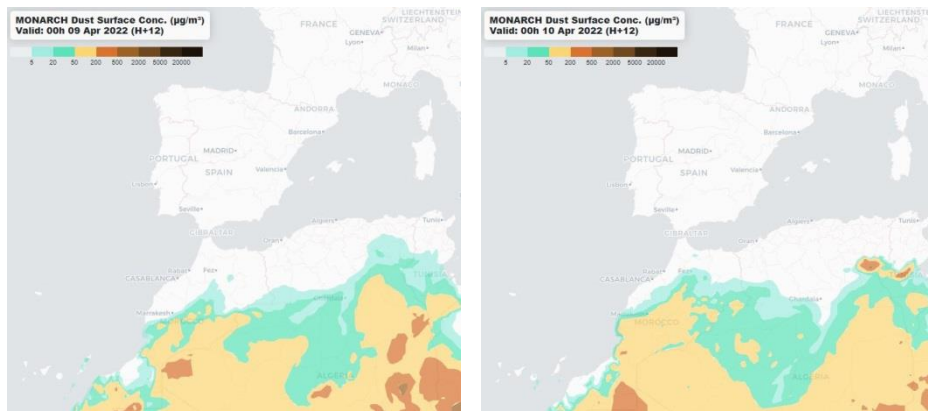 MONARCH Dust Surface Conc. (µg/m³)
Valid: 00h 09 Apr 2022 (H+12)
5 20 50 200 500 2000 5000 20000
FRANCE
LIECHTENSTEIN
SWITZERLAND
GENEVA
Lyon
Milan
MONACO
ANDORRA
Barcelona
MADRID
PORTUGAL
SPAIN
Valencia
Lisbon
Seville
GIBRALTAR
Algiers
Tunis
Oran
Rabat
Fez
CASABLANCA
TUNISIA
Marrakesh
ALGERIA
MONARCH Dust Surface Conc. (µg/m³)
Valid: 00h 10 Apr 2022 (H+12)
5 20 50 200 500 2000 5000 20000
FRANCE
LIECHTENSTEIN
SWITZERLAND
GENEVA
Lyon
Milan
MONACO
ANDORRA
Barcelona
MADRID
PORTUGAL
SPAIN
Valencia
Lisbon
Seville
GIBRALTAR
Algiers
Tunis
Oran
Rabat
Fez
CASABLANCA
Ghardaia
MOROCCO
ALGERIA